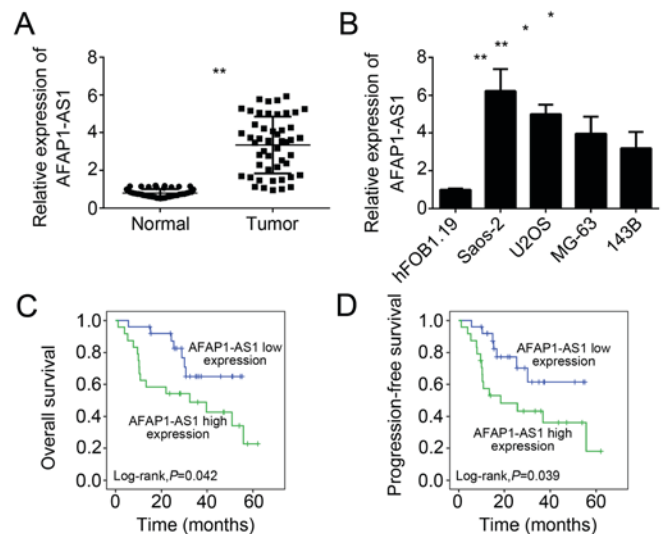 A
Relative expression of
AFAP1-AS1
8
6
4
2
0
**
Normal
Tumor
B
Relative expression of
AFAP1-AS1
8
6
4
2
0
**
**
*
*
hFOB1.19
Saos-2
U2OS
MG-63
143B
C
Overall survival
1.0
0.8
0.6
0.4
0.2
0.0
AFAP1-AS1 low
expression
AFAP1-AS1 high
expression
Log-rank,P=0.042
0
20
40
60
Time (months)
D
Progression-free survival
1.0
0.8
0.6
0.4
0.2
0.0
AFAP1-AS1 low
expression
AFAP1-AS1 high
expression
Log-rank,P=0.039
0
20
40
60
Time (months)